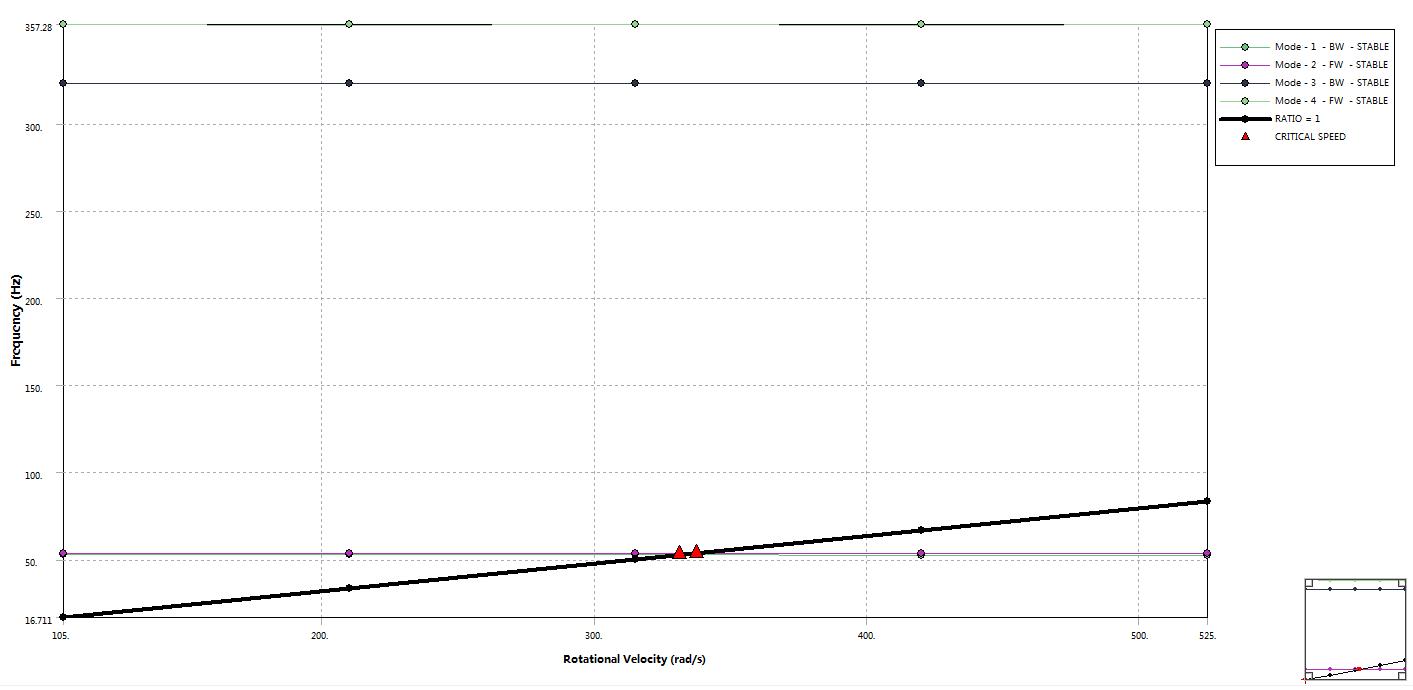 357.28
300.
250.
200.
150.
100.
50.
16.711
Frequency (Hz)
105.
200.
300.
400.
500.
525.
Rotational Velocity (rad/s)
Mode - 1 - BW - STABLE
Mode - 2 - FW - STABLE
Mode - 3 - BW - STABLE
Mode - 4 - FW - STABLE
RATIO = 1
CRITICAL SPEED